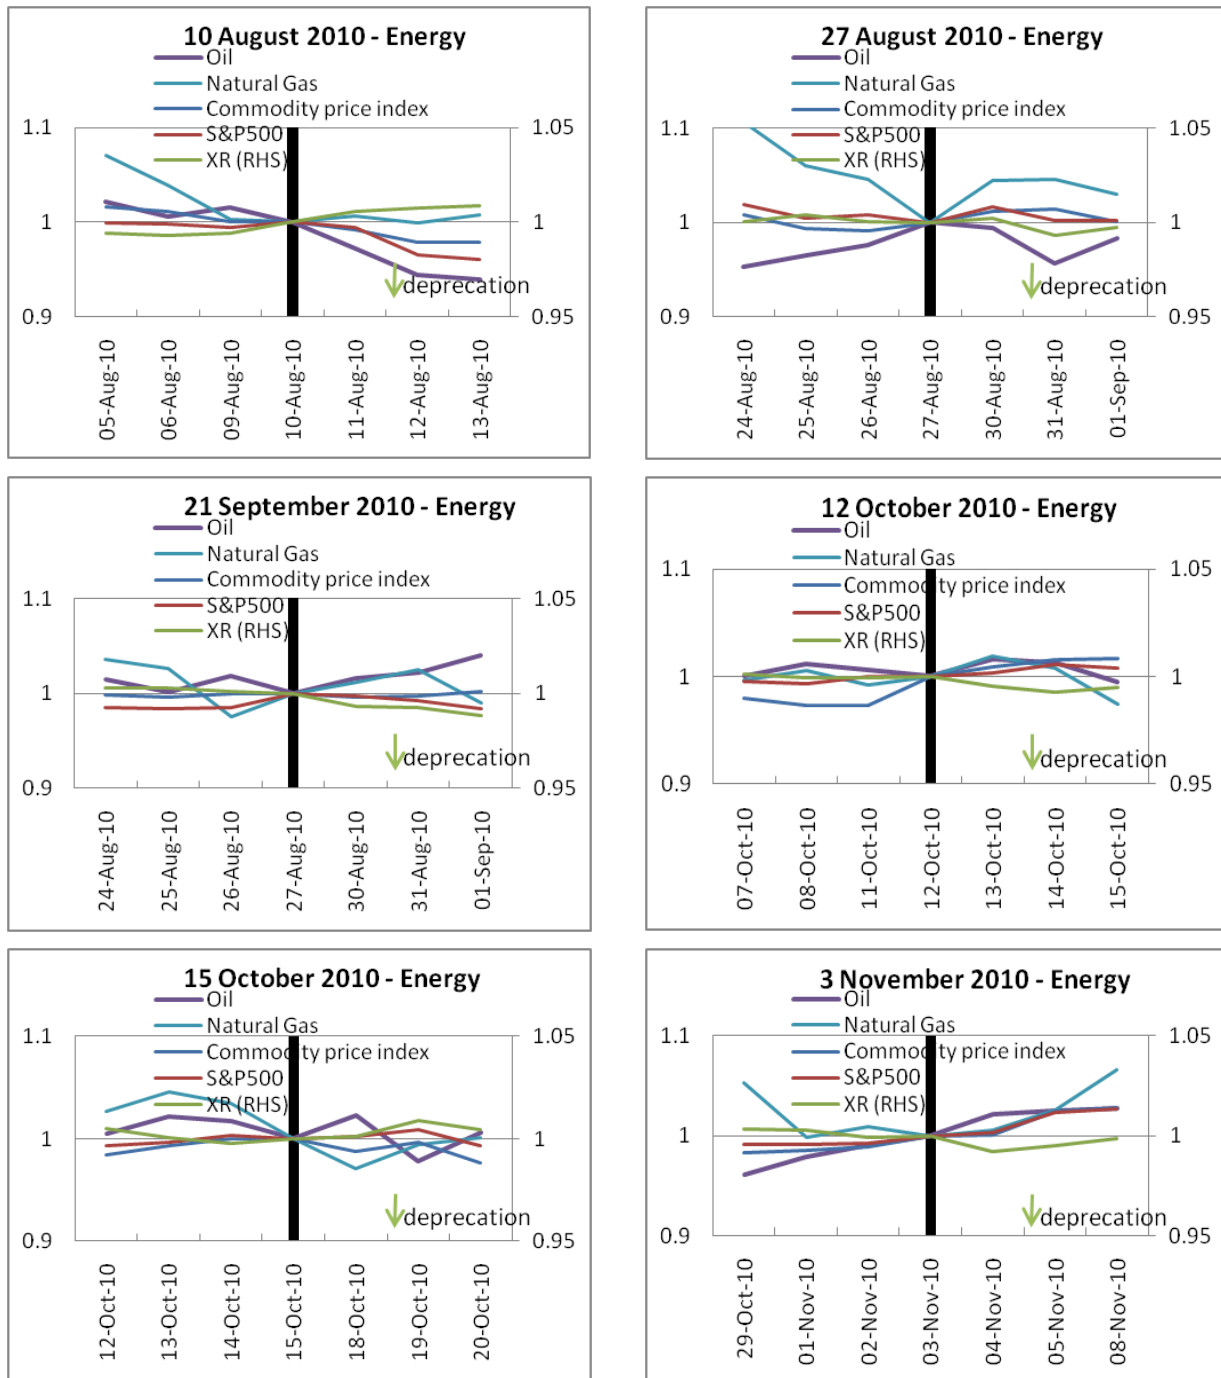 10 August 2010 - Energy
Oil
Natural Gas
Commodity price index
S&P500
XR (RHS)
1.1
1
0.9
1.05
1
0.95
deprecation
05-Aug-10
06-Aug-10
09-Aug-10
10-Aug-10
11-Aug-10
12-Aug-10
13-Aug-10
27 August 2010 - Energy
Oil
Natural Gas
Commodity price index
S&P500
XR (RHS)
1.1
1
0.9
1.05
1
0.95
deprecation
24-Aug-10
25-Aug-10
26-Aug-10
27-Aug-10
30-Aug-10
31-Aug-10
01-Sep-10
21 September 2010 - Energy
Oil
Natural Gas
Commodity price index
S&P500
XR (RHS)
1.1
1
0.9
1.05
1
0.95
deprecation
24-Aug-10
25-Aug-10
26-Aug-10
27-Aug-10
30-Aug-10
31-Aug-10
01-Sep-10
12 October 2010 - Energy
Oil
Natural Gas
Commodity price index
S&P500
XR (RHS)
1.1
1
0.9
1.05
1
0.95
deprecation
07-Oct-10
08-Oct-10
11-Oct-10
12-Oct-10
13-Oct-10
14-Oct-10
15-Oct-10
15 October 2010 - Energy
Oil
Natural Gas
Commodity price index
S&P500
XR (RHS)
1.1
1
0.9
1.05
1
0.95
deprecation
12-Oct-10
13-Oct-10
14-Oct-10
15-Oct-10
18-Oct-10
19-Oct-10
20-Oct-10
3 November 2010 - Energy
Oil
Natural Gas
Commodity price index
S&P500
XR (RHS)
1.1
1
0.9
1.05
1
0.95
deprecation
29-Oct-10
01-Nov-10
02-Nov-10
03-Nov-10
04-Nov-10
05-Nov-10
08-Nov-10